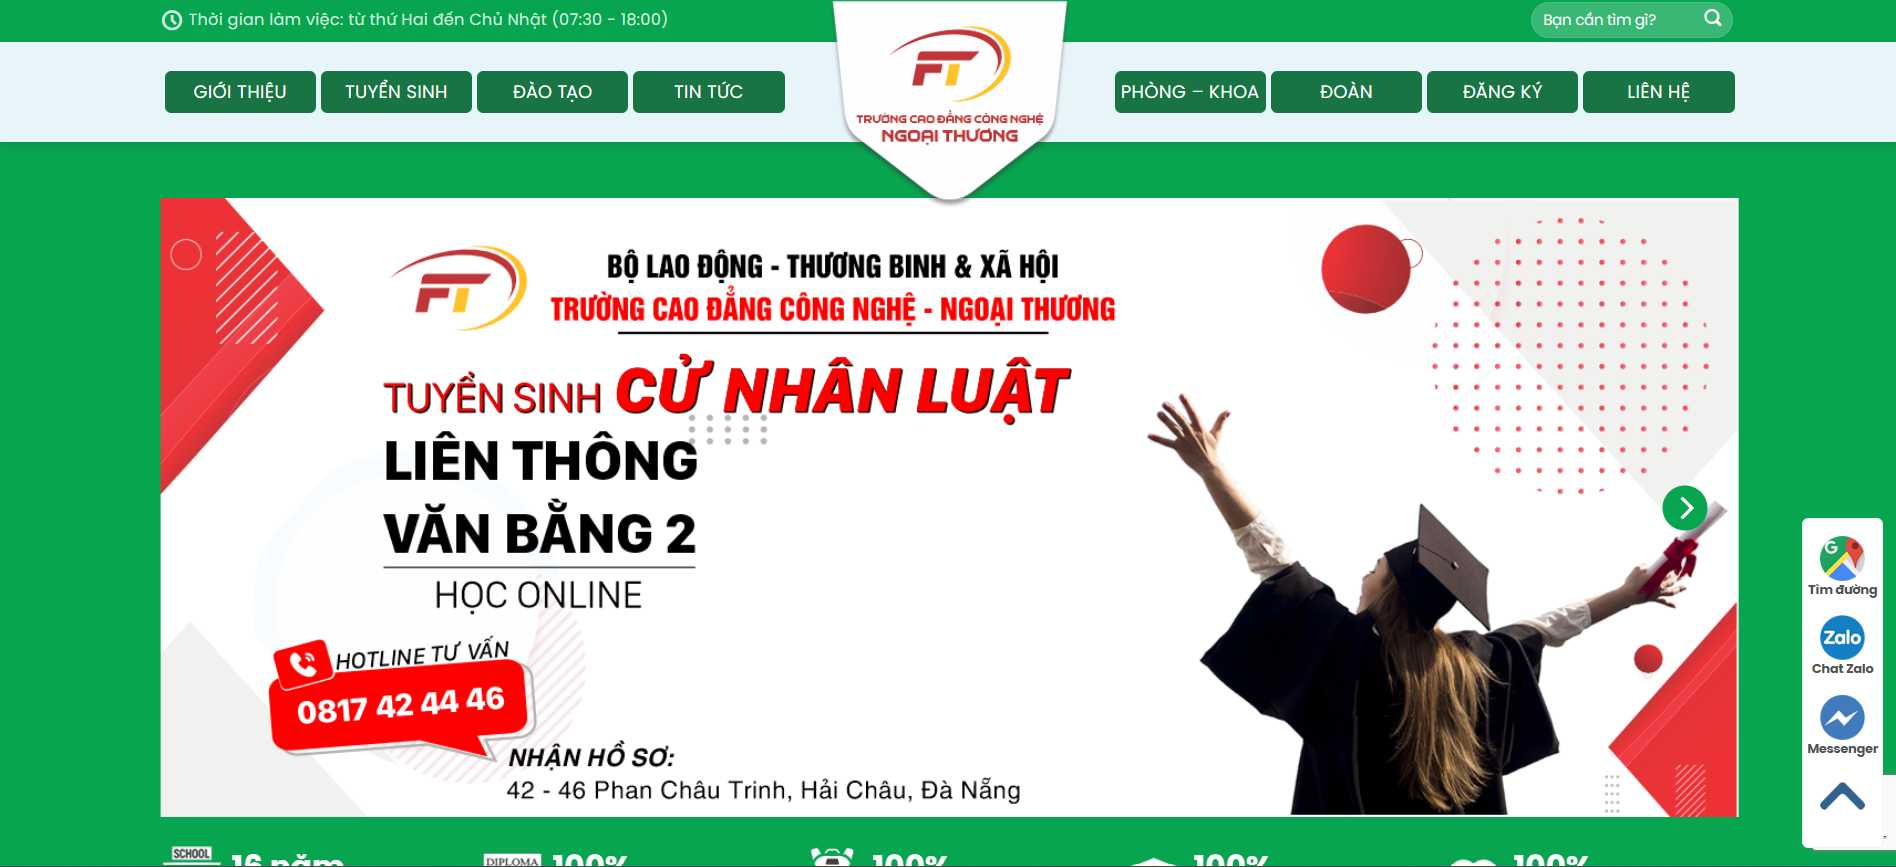 Thời gian làm việc: từ thứ Hai đến Chủ Nhật (07:30 - 18:00)
Bạn cần tìm gì?
GIỚI THIỆU
TUYỂN SINH
ĐÀO TẠO
TIN TỨC
FT
TRƯỜNG CAO ĐẲNG CÔNG NGHỆ
NGOẠI THƯƠNG
PHÒNG – KHOA
ĐOÀN
ĐĂNG KÝ
LIÊN HỆ
FT
BỘ LAO ĐỘNG - THƯƠNG BINH & XÃ HỘI
TRƯỜNG CAO ĐẲNG CÔNG NGHỆ - NGOẠI THƯƠNG
TUYỂN SINH CỬ NHÂN LUẬT
LIÊN THÔNG
VĂN BẰNG 2
HỌC ONLINE
HOTLINE TƯ VẤN
0817 42 44 46
NHẬN HỒ SƠ:
42 - 46 Phan Châu Trinh, Hải Châu, Đà Nẵng
G
Tìm đường
Zalo
Chat Zalo
Messenger
SCHOOL
16 năm
DIPLOMA
100%
100%
100%
100%